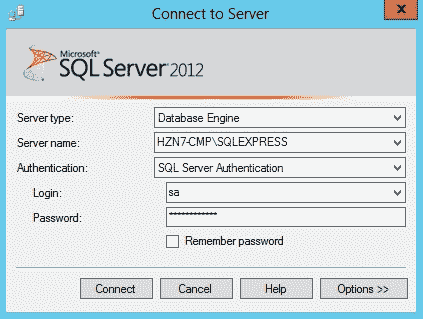 Connect to Server
x
Microsoft®
SQL Server® 2012
Server type: Database Engine
Server name: HZN7-CMP\SQLEXPRESS
Authentication: SQL Server Authentication
Login: sa
Password: ************
Remember password
Connect Cancel Help Options >>